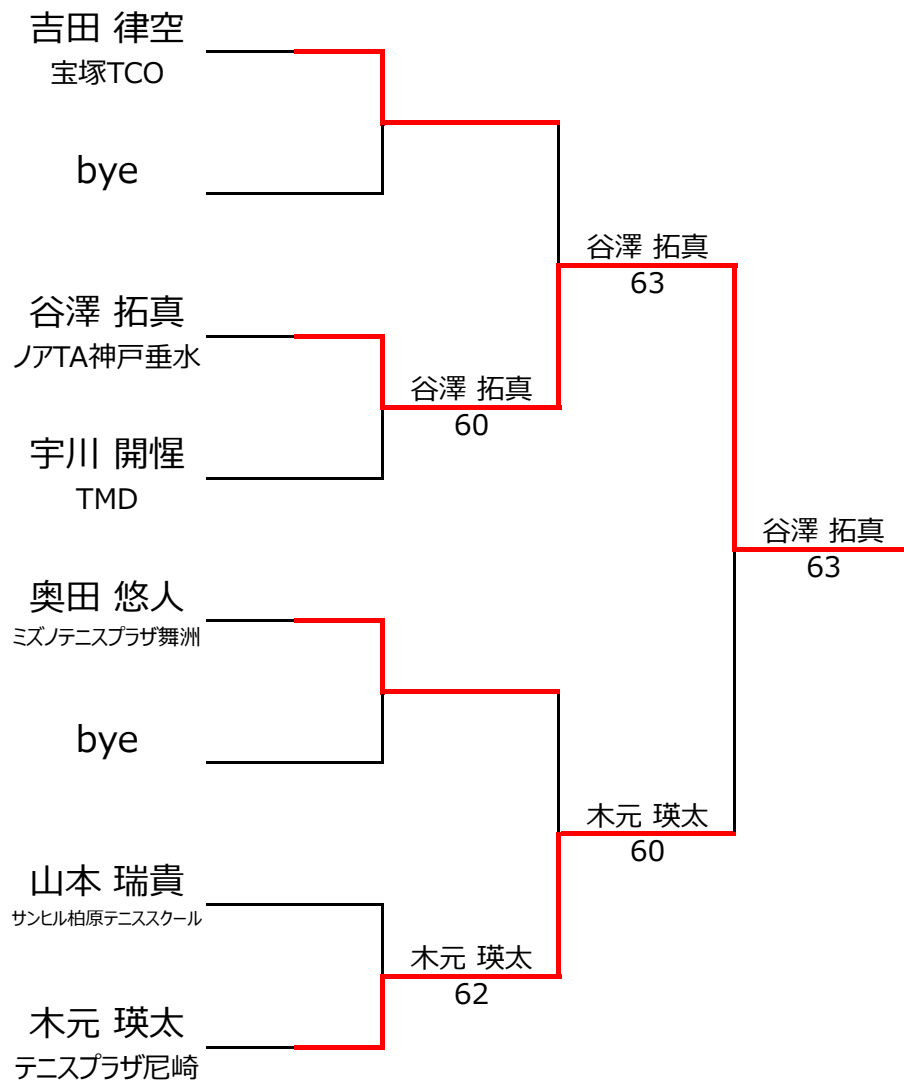 吉田 律空
宝塚TCO
bye
谷澤 拓真
63
谷澤 拓真
ノアTA神戸垂水
谷澤 拓真
60
宇川 開惺
TMD
谷澤 拓真
63
奥田 悠人
ミズノテニスプラザ舞洲
bye
木元 瑛太
60
山本 瑞貴
サンヒル柏原テニススクール
木元 瑛太
62
木元 瑛太
テニスプラザ尼崎